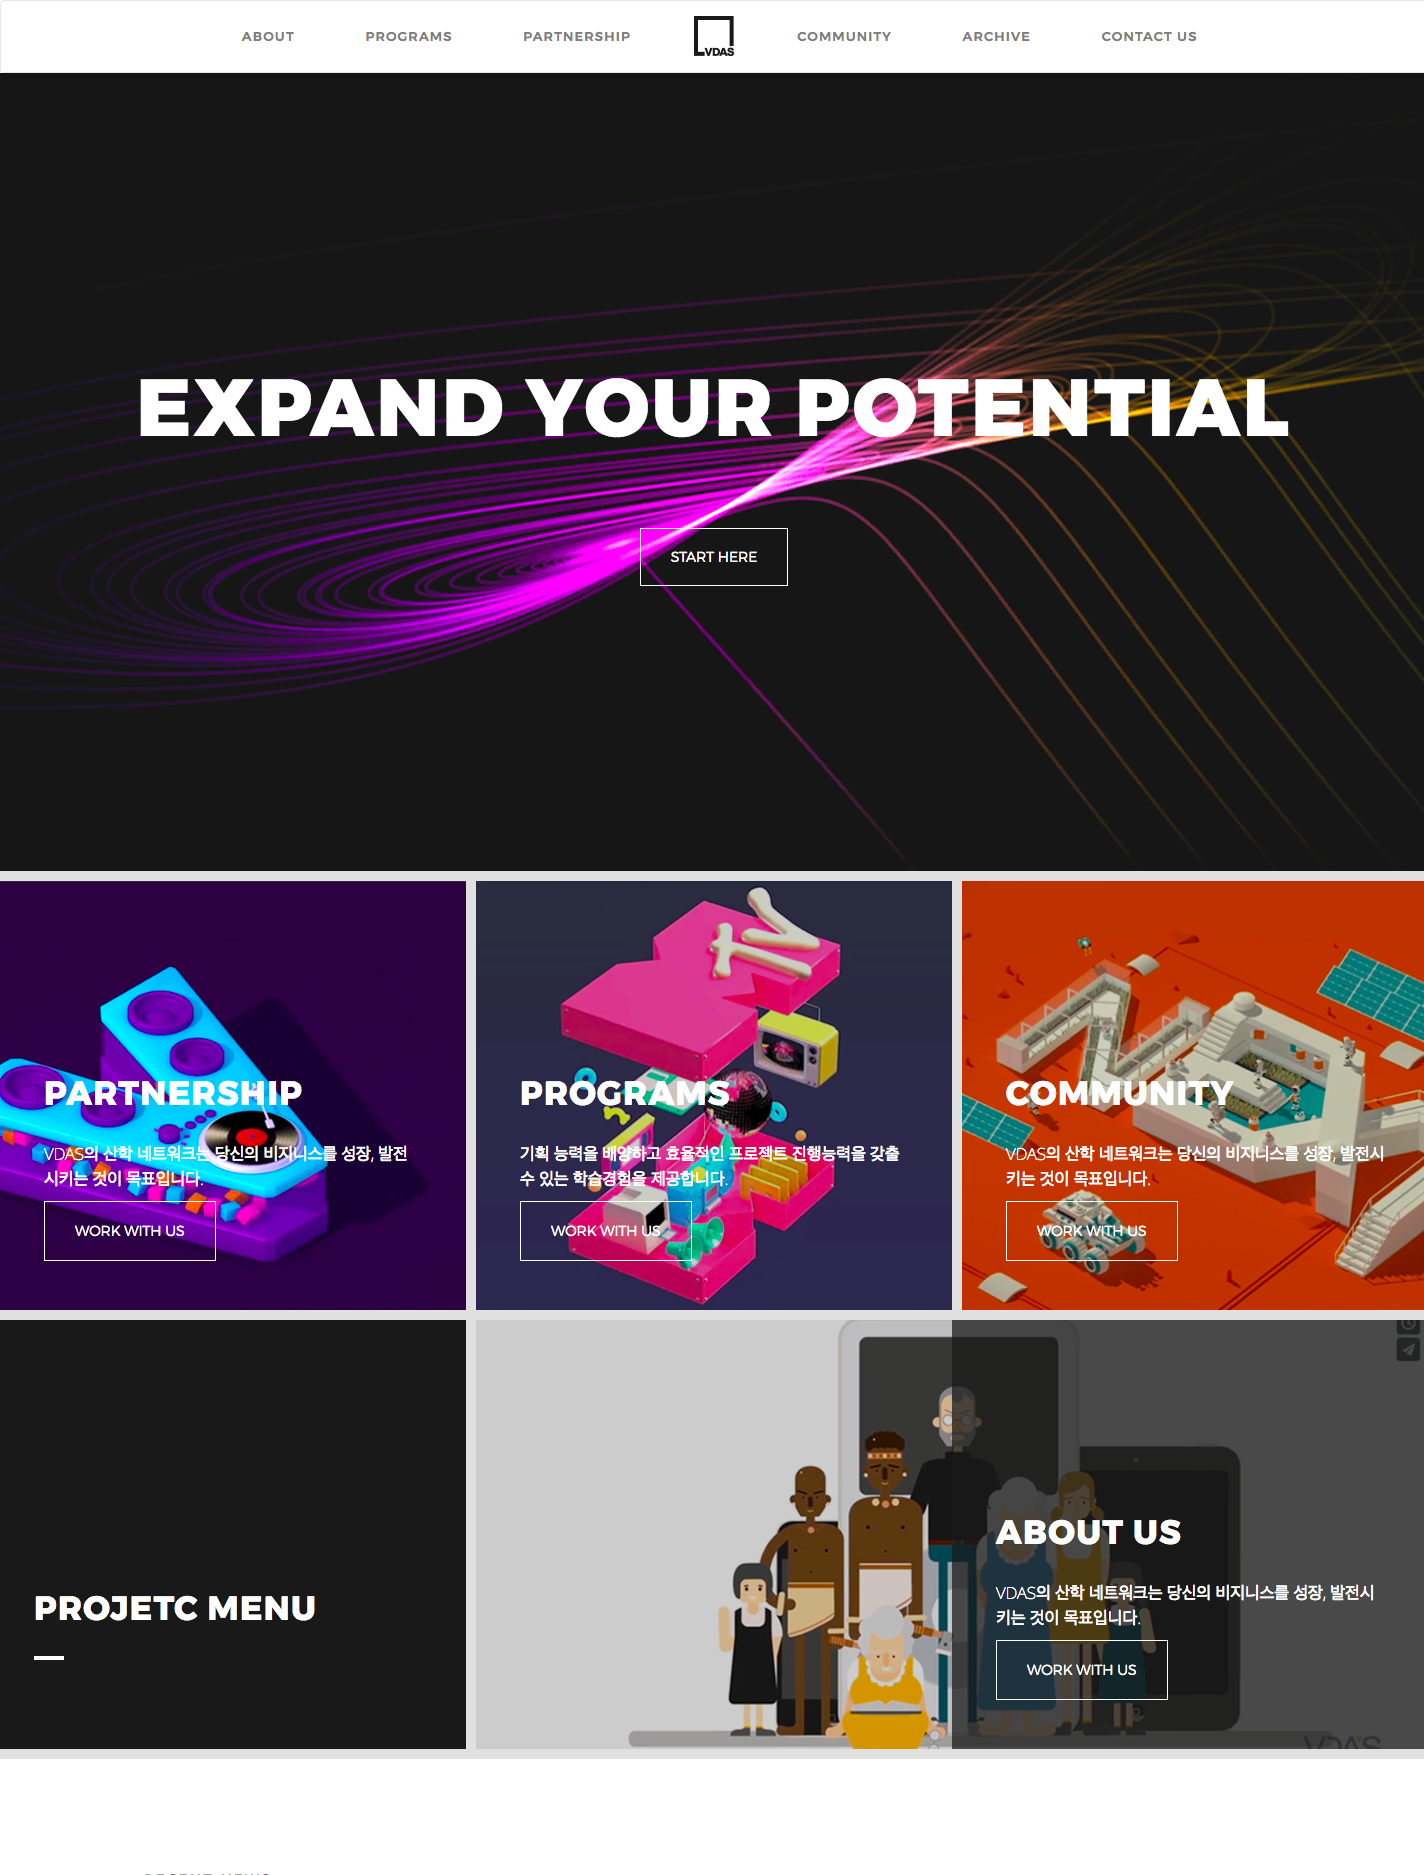 ABOUT
PROGRAMS
PARTNERSHIP
VDAS
COMMUNITY
ARCHIVE
CONTACT US
EXPAND YOUR POTENTIAL
START HERE
PARTNERSHIP
VDAS의 산학 네트워크는 당신의 비지니스를 성장, 발전
시키는 것이 목표입니다.
WORK WITH US
TV
PROGRAMS
기획 능력을 배양하고 효율적인 프로젝트 진행능력을 갖출
수 있는 학습경험을 제공합니다.
WORK WITH US
COMMUNITY
VDAS의 산학 네트워크는 당신의 비지니스를 성장, 발전시
키는 것이 목표입니다.
WORK WITH US
PROJETC MENU
ABOUT US
VDAS의 산학 네트워크는 당신의 비지니스를 성장, 발전시
키는 것이 목표입니다.
WORK WITH US
VDAS